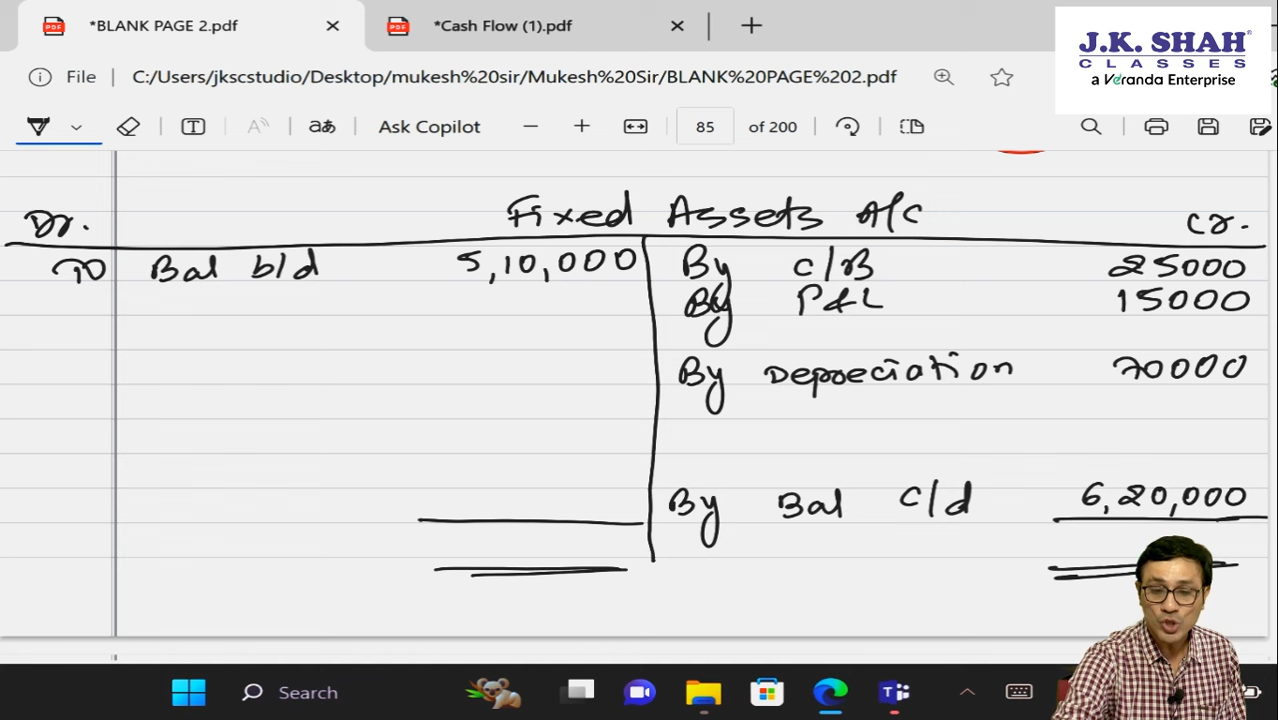 *BLANK PAGE 2.pdf
*Cash Flow (1).pdf
J.K. SHAH
CLASSES
a Veranda Enterprise
File C:/Users/jkscstudio/Desktop/mukesh%20sir/Mukesh%20Sir/BLANK%20PAGE%202.pdf
Ask Copilot 85 of 200
Dr. Fixed Assets A/c Cr.
TO Bal b/d 5,10,000 By C/B 25000
By P&L 15000
By Depreciation 70000
By Bal c/d 6,20,000
Search